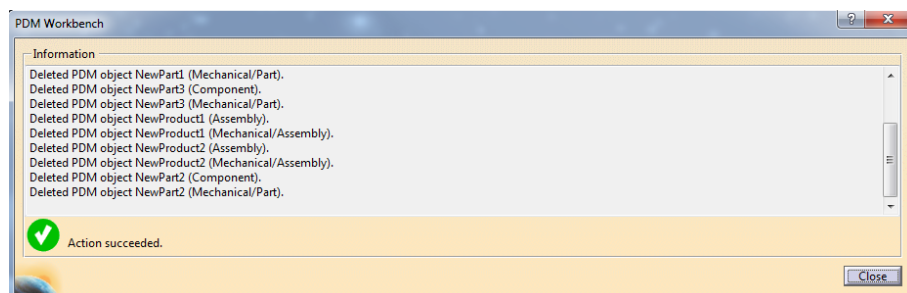 PDM Workbench
Information
Deleted PDM object NewPart1 (Mechanical/Part).
Deleted PDM object NewPart3 (Component).
Deleted PDM object NewPart3 (Mechanical/Part).
Deleted PDM object NewProduct1 (Assembly).
Deleted PDM object NewProduct1 (Mechanical/Assembly).
Deleted PDM object NewProduct2 (Assembly).
Deleted PDM object NewProduct2 (Mechanical/Assembly).
Deleted PDM object NewPart2 (Component).
Deleted PDM object NewPart2 (Mechanical/Part).
Action succeeded.
Close